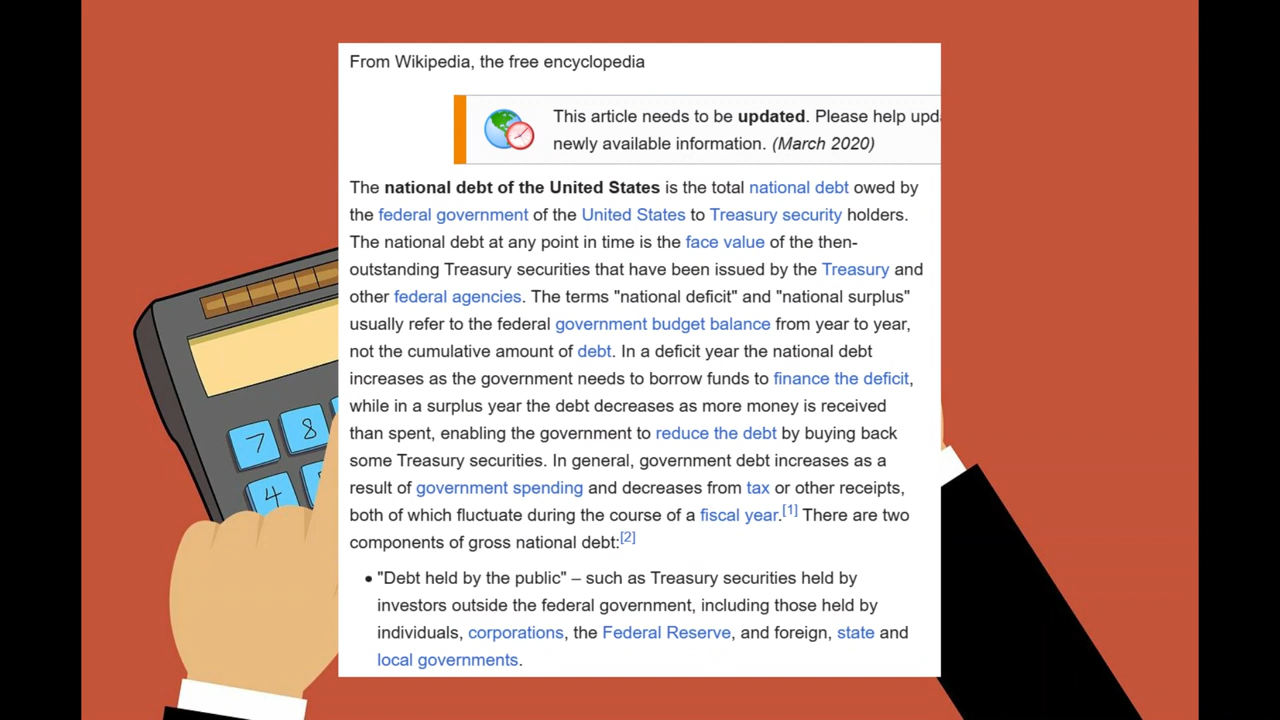 From Wikipedia, the free encyclopedia
This article needs to be updated. Please help
newly available information. (March 2020)
The national debt of the United States is the total national debt owed by
the federal government of the United States to Treasury security holders.
The national debt at any point in time is the face value of the then-
outstanding Treasury securities that have been issued by the Treasury and
other federal agencies. The terms "national deficit" and "national surplus"
usually refer to the federal government budget balance from year to year,
not the cumulative amount of debt. In a deficit year the national debt
increases as the government needs to borrow funds to finance the deficit,
while in a surplus year the debt decreases as more money is received
than spent, enabling the government to reduce the debt by buying back
some Treasury securities. In general, government debt increases as a
result of government spending and decreases from tax or other receipts,
both of which fluctuate during the course of a fiscal year.[1] There are two
components of gross national debt:[2]
• "Debt held by the public" – such as Treasury securities held by
investors outside the federal government, including those held by
individuals, corporations, the Federal Reserve, and foreign, state and
local governments.
7 8
4